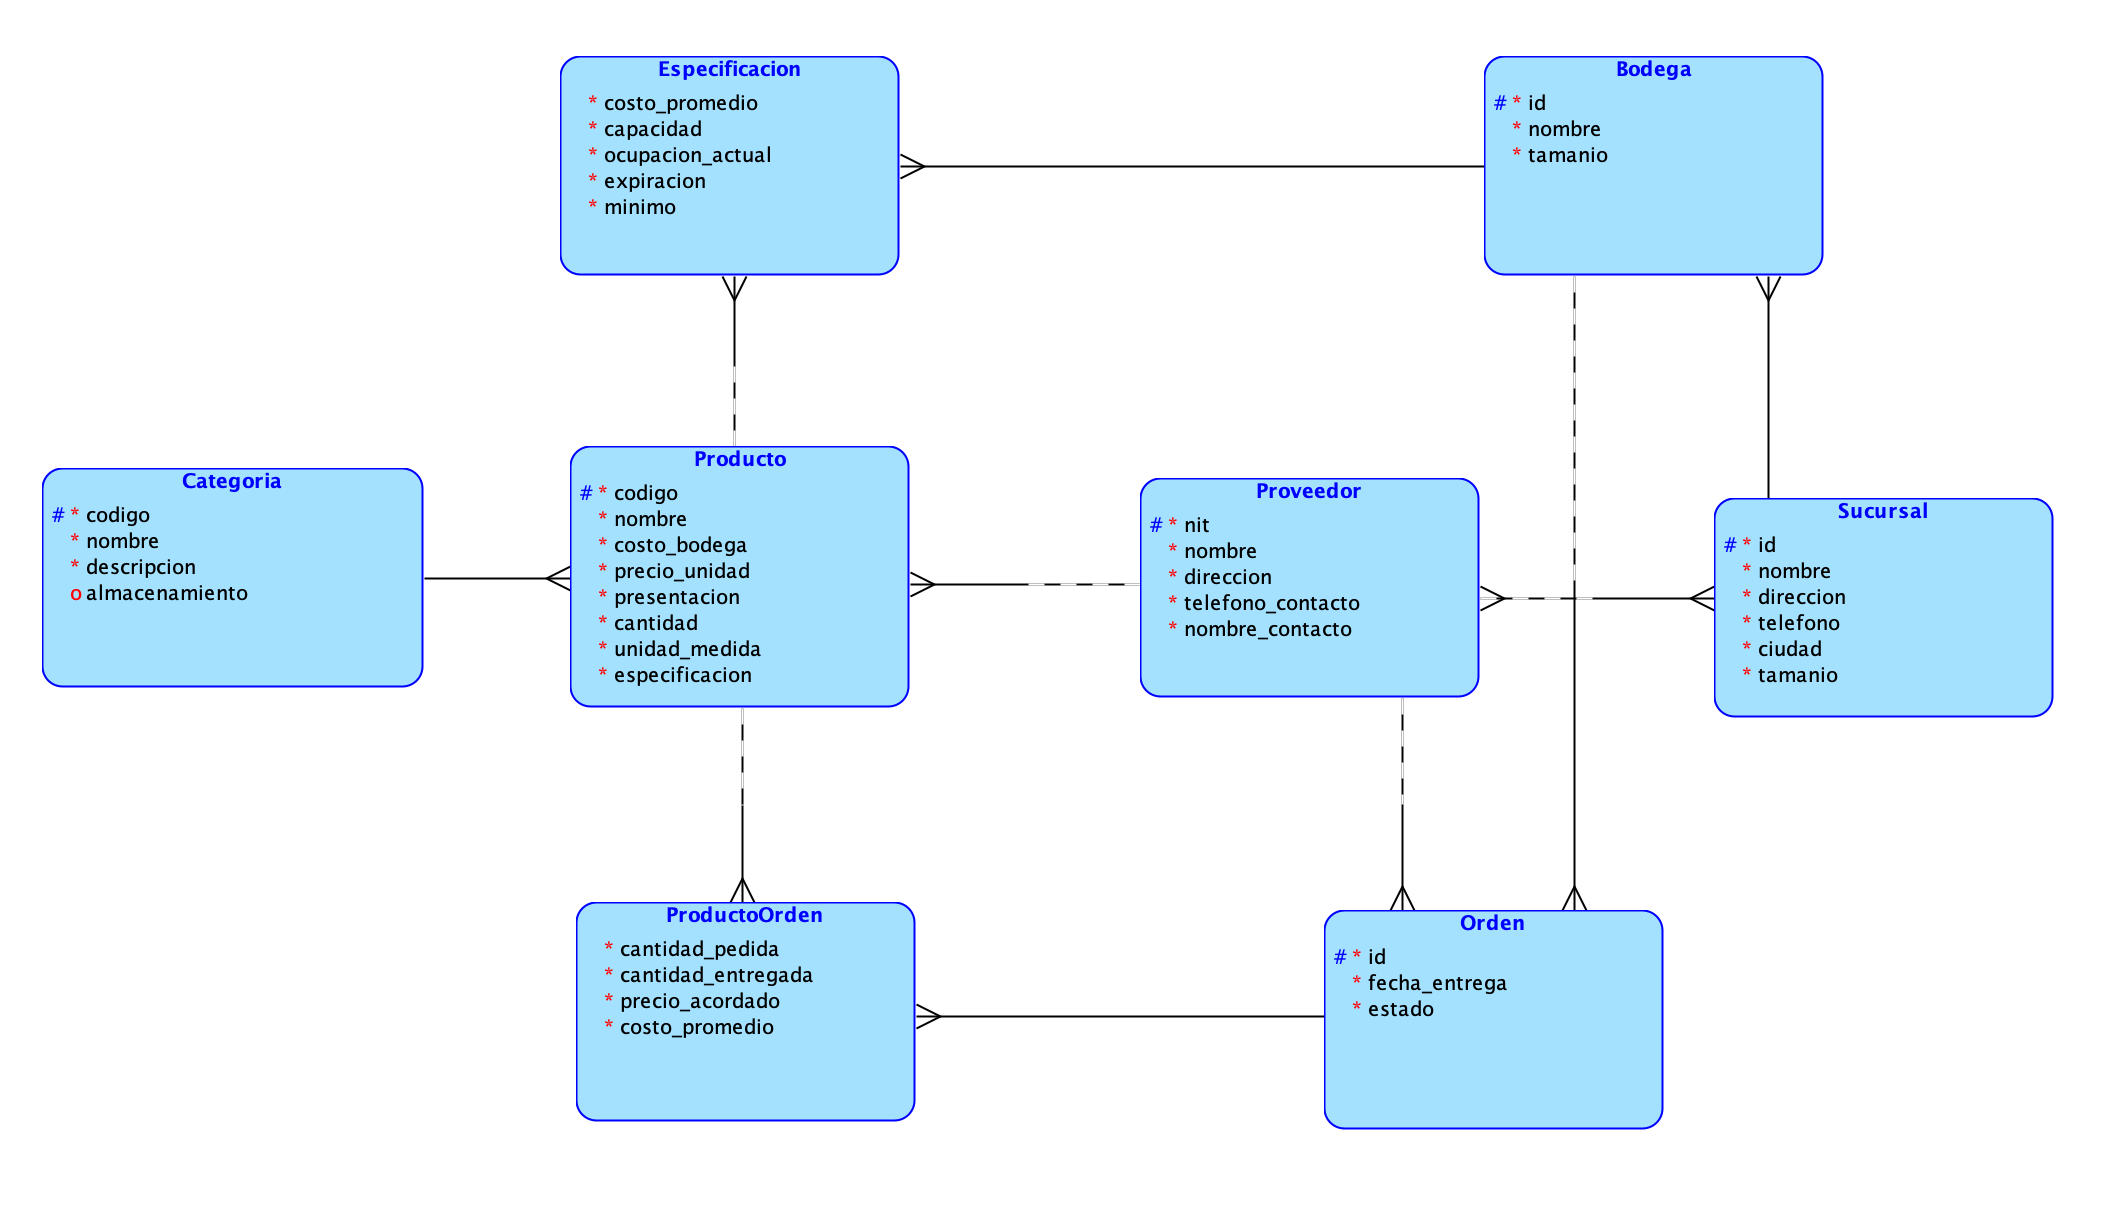 Especificacion
* costo_promedio
* capacidad
* ocupacion_actual
* expiracion
* minimo
Bodega
# * id
* nombre
* tamanio
Categoria
# * codigo
* nombre
* descripcion
o almacenamiento
Producto
# * codigo
* nombre
* costo_bodega
* precio_unidad
* presentacion
* cantidad
* unidad_medida
* especificacion
Proveedor
# * nit
* nombre
* direccion
* telefono_contacto
* nombre_contacto
Sucursal
# * id
* nombre
* direccion
* telefono
* ciudad
* tamanio
ProductoOrden
* cantidad_pedida
* cantidad_entregada
* precio_acordado
* costo_promedio
Orden
# * id
* fecha_entrega
* estado